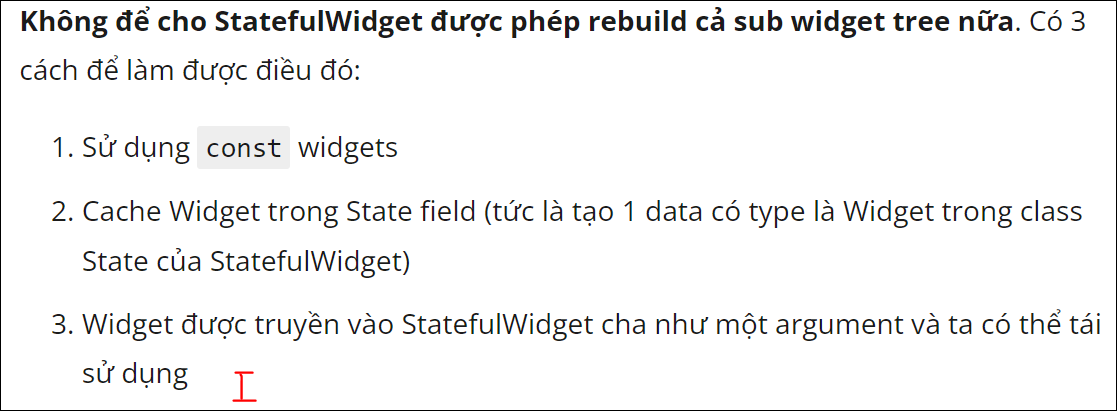 Không để cho StatefulWidget được phép rebuild cả sub widget tree nữa. Có 3
cách để làm được điều đó:
1. Sử dụng const widgets
2. Cache Widget trong State field (tức là tạo 1 data có type là Widget trong class
State của StatefulWidget)
3. Widget được truyền vào StatefulWidget cha như một argument và ta có thể tái
sử dụng